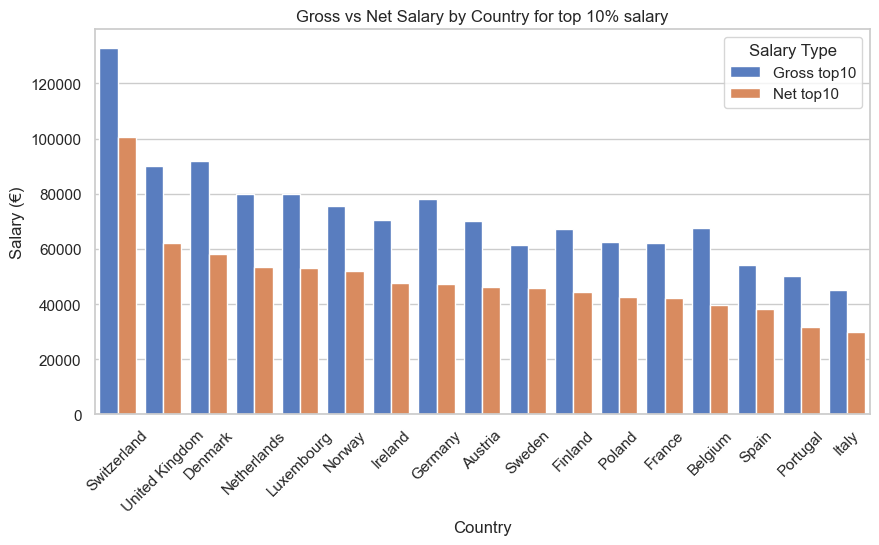 Gross vs Net Salary by Country for top 10% salary
Salary Type
Gross top10
Net top10
Salary (€)
120000
100000
80000
60000
40000
20000
0
Switzerland
United Kingdom
Denmark
Netherlands
Luxembourg
Norway
Ireland
Germany
Austria
Sweden
Finland
Poland
France
Belgium
Spain
Portugal
Italy
Country